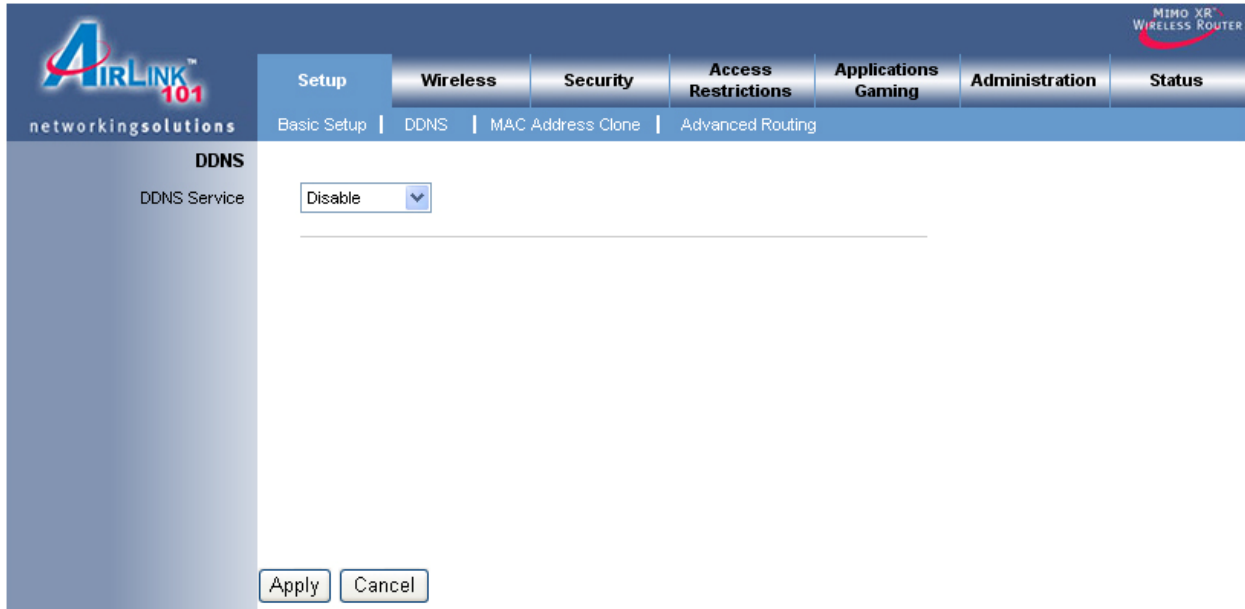 MIMO XR™
WIRELESS ROUTER
AIRLINK™
101
networkingsolutions
Setup
Wireless
Security
Access
Restrictions
Applications
Gaming
Administration
Status
Basic Setup | DDNS | MAC Address Clone | Advanced Routing
DDNS
DDNS Service
Disable
Apply
Cancel